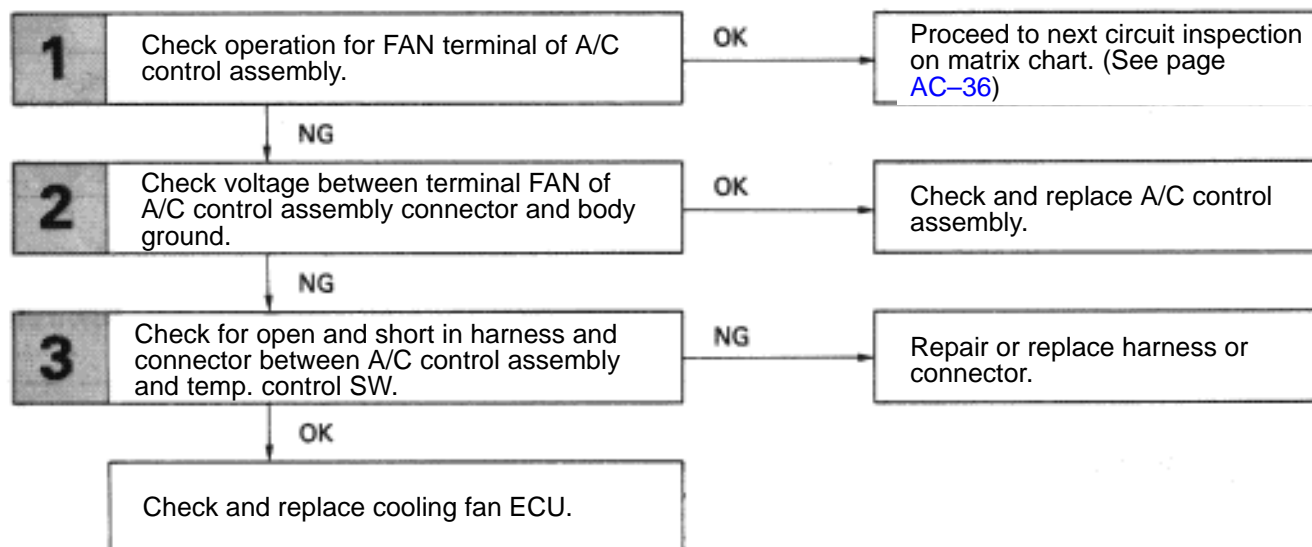 1
Check operation for FAN terminal of A/C
control assembly.
OK
Proceed to next circuit inspection
on matrix chart. (See page
AC–36)
NG
2
Check voltage between terminal FAN of
A/C control assembly connector and body
ground.
OK
Check and replace A/C control
assembly.
NG
3
Check for open and short in harness and
connector between A/C control assembly
and temp. control SW.
NG
Repair or replace harness or
connector.
OK
Check and replace cooling fan ECU.